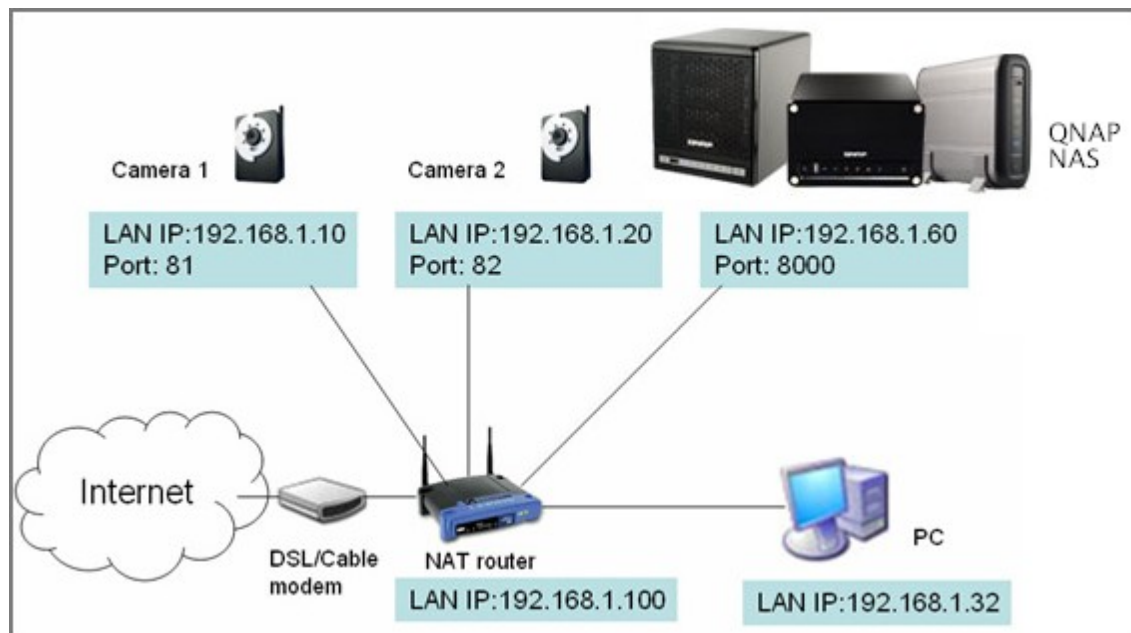 Camera 1
Camera 2
QNAP
QNAP
NAS
LAN IP:192.168.1.10
Port: 81
LAN IP:192.168.1.20
Port: 82
LAN IP:192.168.1.60
Port: 8000
Internet
DSL/Cable
modem
NAT router
LAN IP:192.168.1.100
PC
LAN IP:192.168.1.32